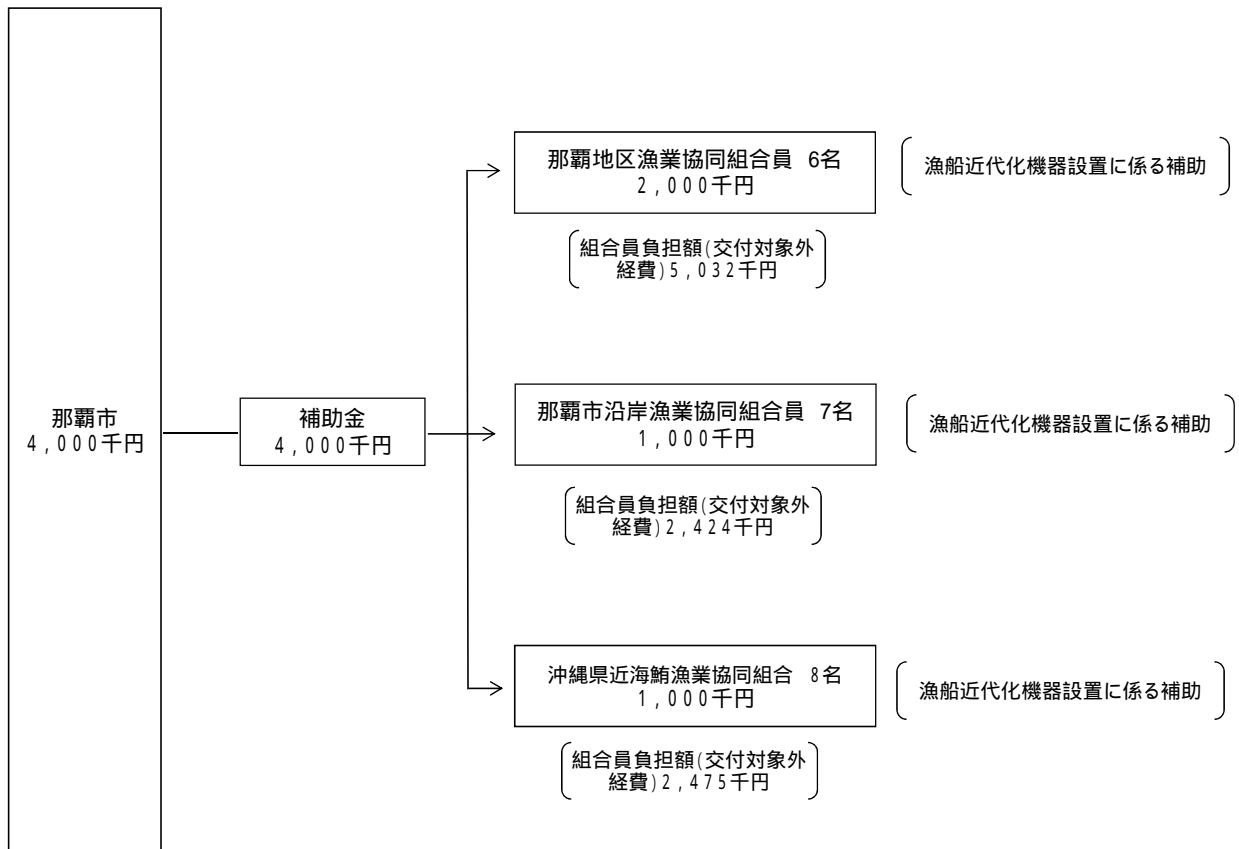 那覇市
4,000千円
補助金
4,000千円
那覇地区漁業協同組合員 6名
2,000千円
漁船近代化機器設置に係る補助
組合員負担額(交付対象外
経費)5,032千円
那覇市沿岸漁業協同組合員 7名
1,000千円
漁船近代化機器設置に係る補助
組合員負担額(交付対象外
経費)2,424千円
沖縄県近海鮪漁業協同組合 8名
1,000千円
漁船近代化機器設置に係る補助
組合員負担額(交付対象外
経費)2,475千円